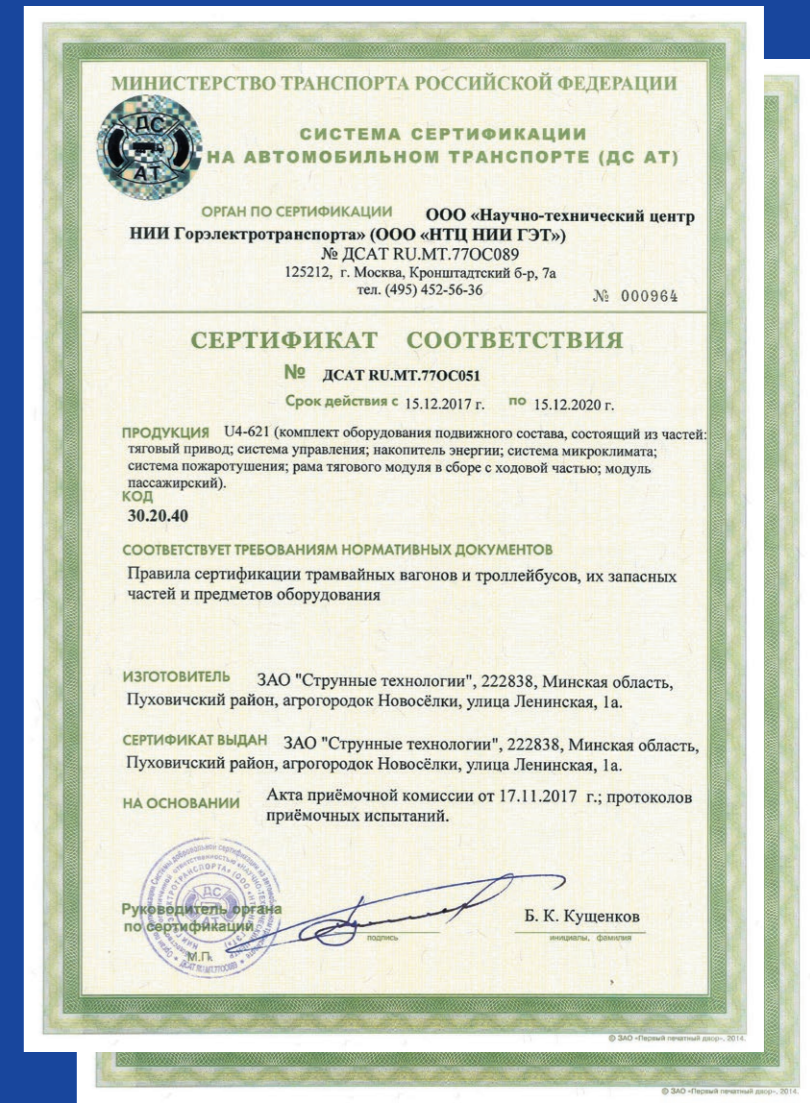 МИНИСТЕРСТВО ТРАНСПОРТА РОССИЙСКОЙ ФЕДЕРАЦИИ
ДС
АТ
СИСТЕМА СЕРТИФИКАЦИИ
НА АВТОМОБИЛЬНОМ ТРАНСПОРТЕ (ДС АТ)
ОРГАН ПО СЕРТИФИКАЦИИ ООО «Научно-технический центр
НИИ Горэлектротранспорта» (ООО «НТЦ НИИ ГЭТ»)
№ ДСАТ RU.МТ.77ОС089
125212, г. Москва, Кронштадтский б-р, 7а
тел. (495) 452-56-36
№ 000964
СЕРТИФИКАТ СООТВЕТСТВИЯ
№ ДСАТ RU.МТ.77ОС051
Срок действия с 15.12.2017 г. по 15.12.2020 г.
ПРОДУКЦИЯ U4-621 (комплект оборудования подвижного состава, состоящий из частей:
тяговый привод; система управления; накопитель энергии; система микроклимата;
система пожаротушения; рама тягового модуля в сборе с ходовой частью; модуль
пассажирский).
КОД
30.20.40
СООТВЕТСТВУЕТ ТРЕБОВАНИЯМ НОРМАТИВНЫХ ДОКУМЕНТОВ
Правила сертификации трамвайных вагонов и троллейбусов, их запасных
частей и предметов оборудования
ИЗГОТОВИТЕЛЬ ЗАО "Струнные технологии", 222838, Минская область,
Пуховичский район, агрогородок Новосёлки, улица Ленинская, 1а.
СЕРТИФИКАТ ВЫДАН ЗАО "Струнные технологии", 222838, Минская область,
Пуховичский район, агрогородок Новосёлки, улица Ленинская, 1а.
НА ОСНОВАНИИ Акта приёмочной комиссии от 17.11.2017 г.; протоколов
приёмочных испытаний.
Руководитель органа
по сертификации
М.П.
подпись
Б. К. Кущенков
инициалы, фамилия
© ЗАО «Первый печатный двор», 2014.
© ЗАО «Первый печатный двор», 2014.